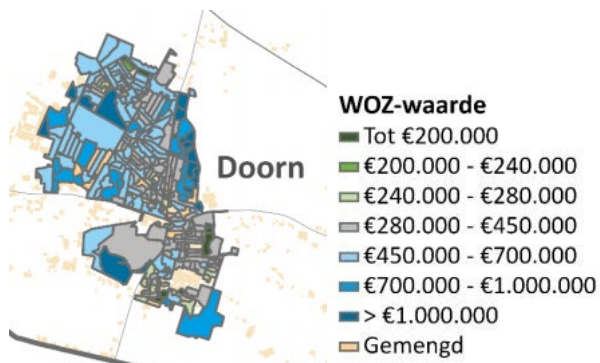 Doorn
WOZ-waarde
Tot €200.000
€200.000 - €240.000
€240.000 - €280.000
€280.000 - €450.000
€450.000 - €700.000
€700.000 - €1.000.000
> €1.000.000
Gemengd